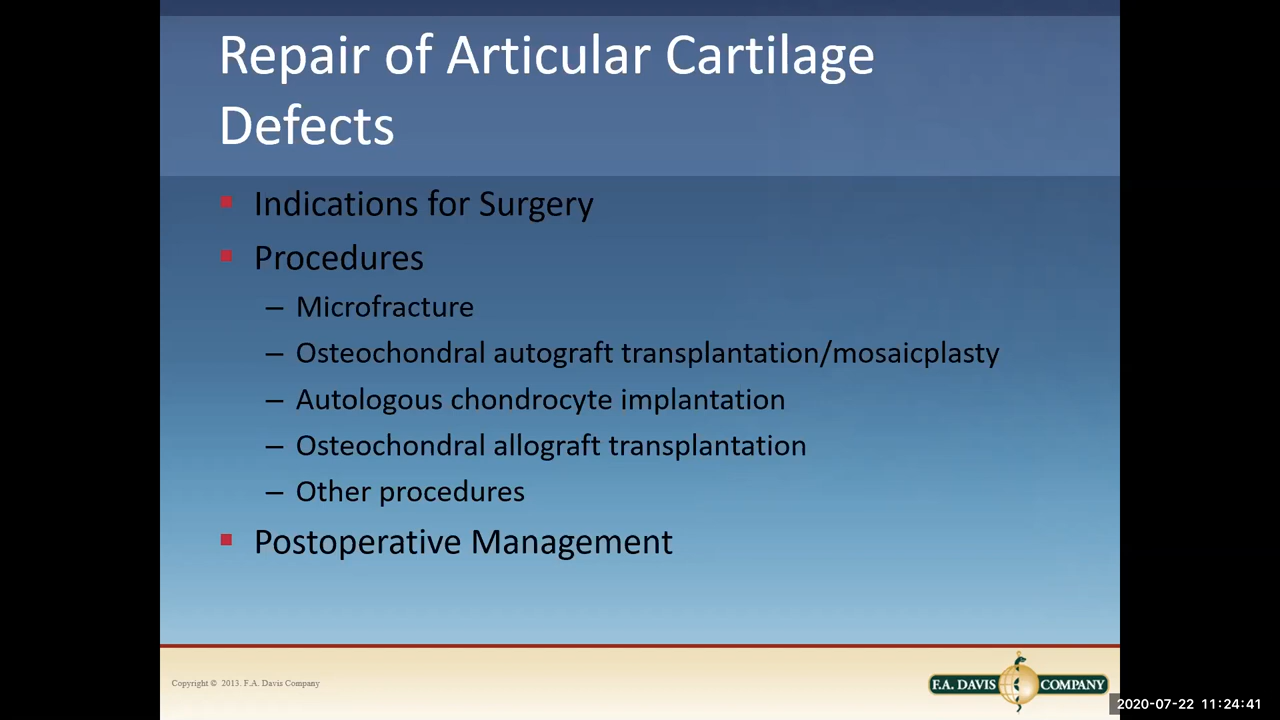 Repair of Articular Cartilage
Defects
Indications for Surgery
Procedures
– Microfracture
– Osteochondral autograft transplantation/mosaicplasty
– Autologous chondrocyte implantation
– Osteochondral allograft transplantation
– Other procedures
Postoperative Management
Copyright © 2013. F.A. Davis Company
F.A. DAVIS COMPANY
2020-07-22 11:24:41